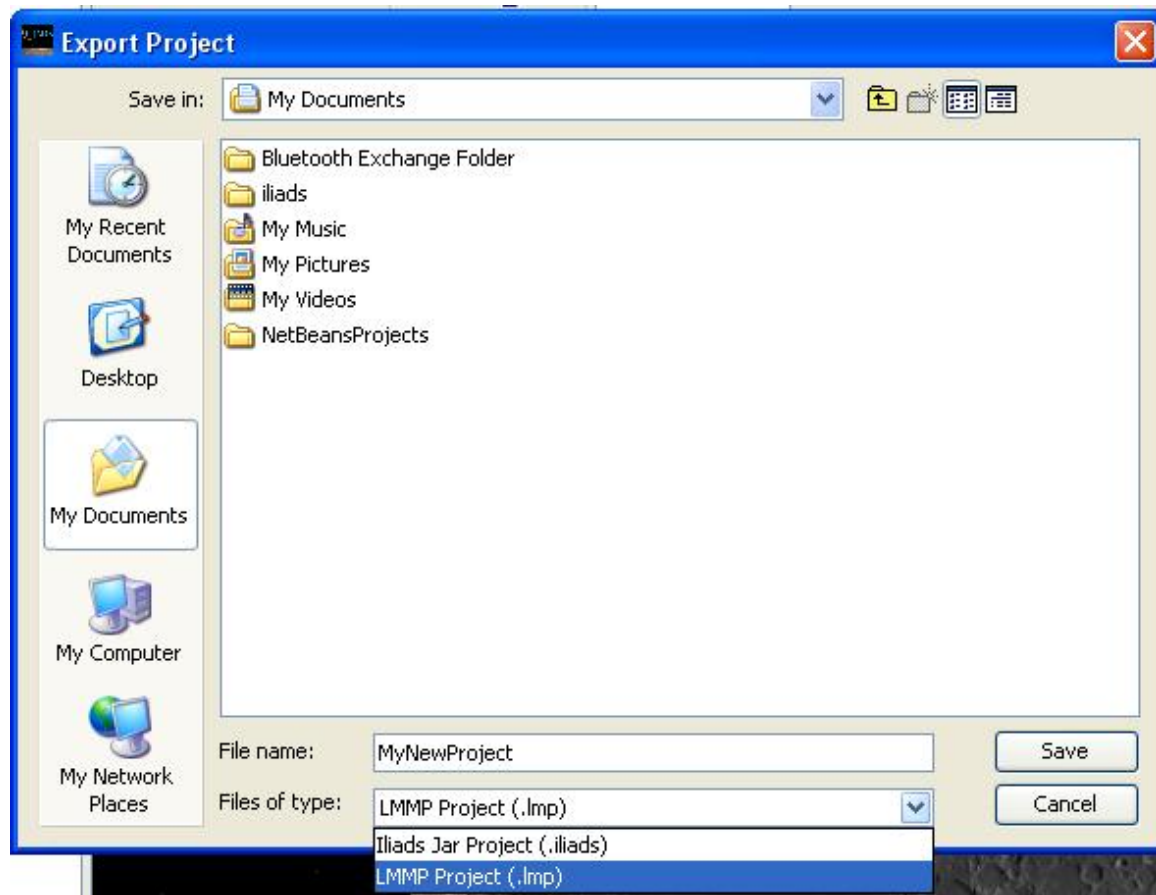 Export Project
Save in:
My Documents
My Recent
Documents
Desktop
My Documents
My Computer
My Network
Places
Bluetooth Exchange Folder
iliads
My Music
My Pictures
My Videos
NetBeansProjects
File name:
MyNewProject
Save
Files of type:
LMMP Project (.lmp)
Cancel
Iliads Jar Project (.iliads)
LMMP Project (.lmp)